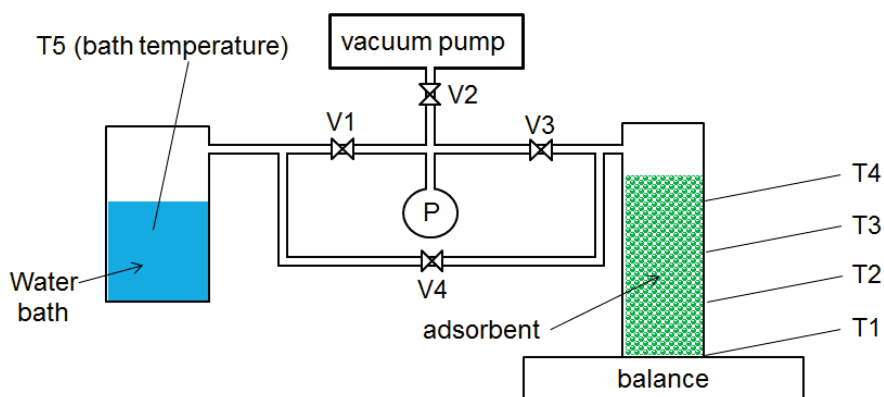 T5 (bath temperature)
vacuum pump
V2
V1
V3
P
T4
T3
Water
bath
V4
T2
adsorbent
T1
balance